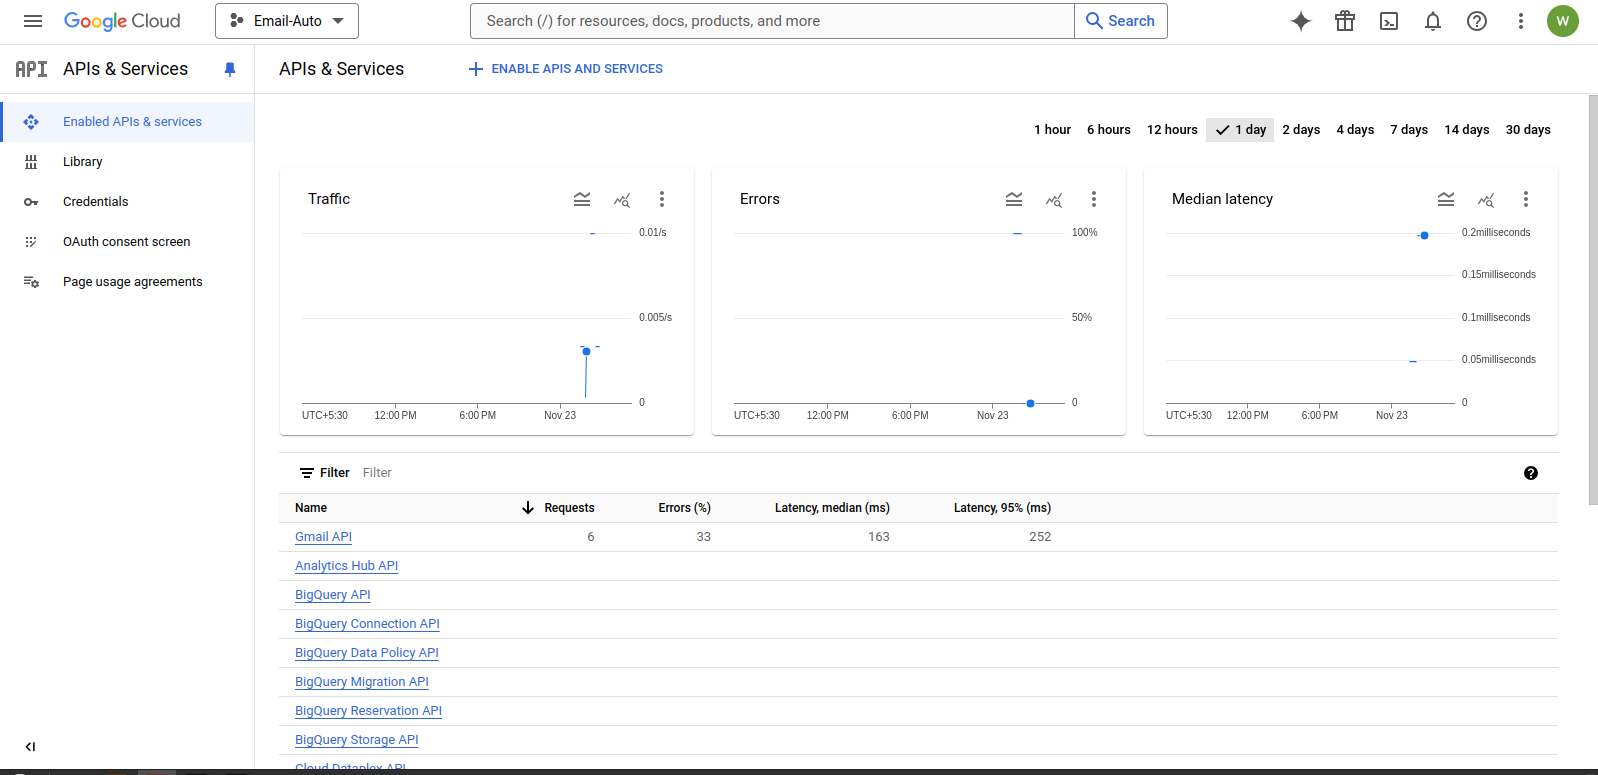 Google Cloud
Email-Auto
Search (/) for resources, docs, products, and more
Search
W
API APIs & Services
APIs & Services
ENABLE APIS AND SERVICES
Enabled APIs & services
Library
Credentials
OAuth consent screen
Page usage agreements
1 hour 6 hours 12 hours 1 day 2 days 4 days 7 days 14 days 30 days
Traffic
0.01/s
0.005/s
0
UTC+5:30 12:00 PM 6:00 PM Nov 23
Errors
100%
50%
0
UTC+5:30 12:00 PM 6:00 PM Nov 23
Median latency
0.2milliseconds
0.15milliseconds
0.1milliseconds
0.05milliseconds
0
UTC+5:30 12:00 PM 6:00 PM Nov 23
Filter Filter
Name Requests Errors (%) Latency, median (ms) Latency, 95% (ms)
Gmail API 6 33 163 252
Analytics Hub API
BigQuery API
BigQuery Connection API
BigQuery Data Policy API
BigQuery Migration API
BigQuery Reservation API
BigQuery Storage API
Cloud Dataplex API